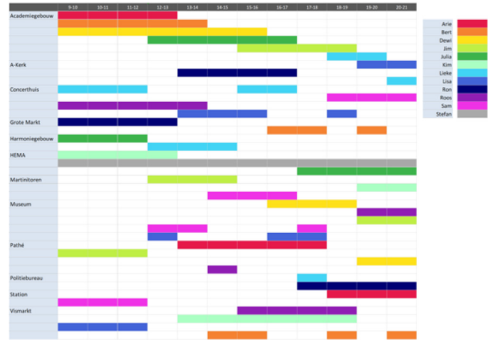 9-10 10-11 11-12 12-13 13-14 14-15 15-16 16-17 17-18 18-19 19-20 20-21
Academiegebouw
A-Kerk
Concerthuis
Grote Markt
Harmoniegebouw
HEMA
Martinitoren
Museum
Pathé
Politiebureau
Station
Vismarkt
Arie
Bert
Dewi
Jim
Julia
Kim
Lieke
Lisa
Ron
Roos
Sam
Stefan